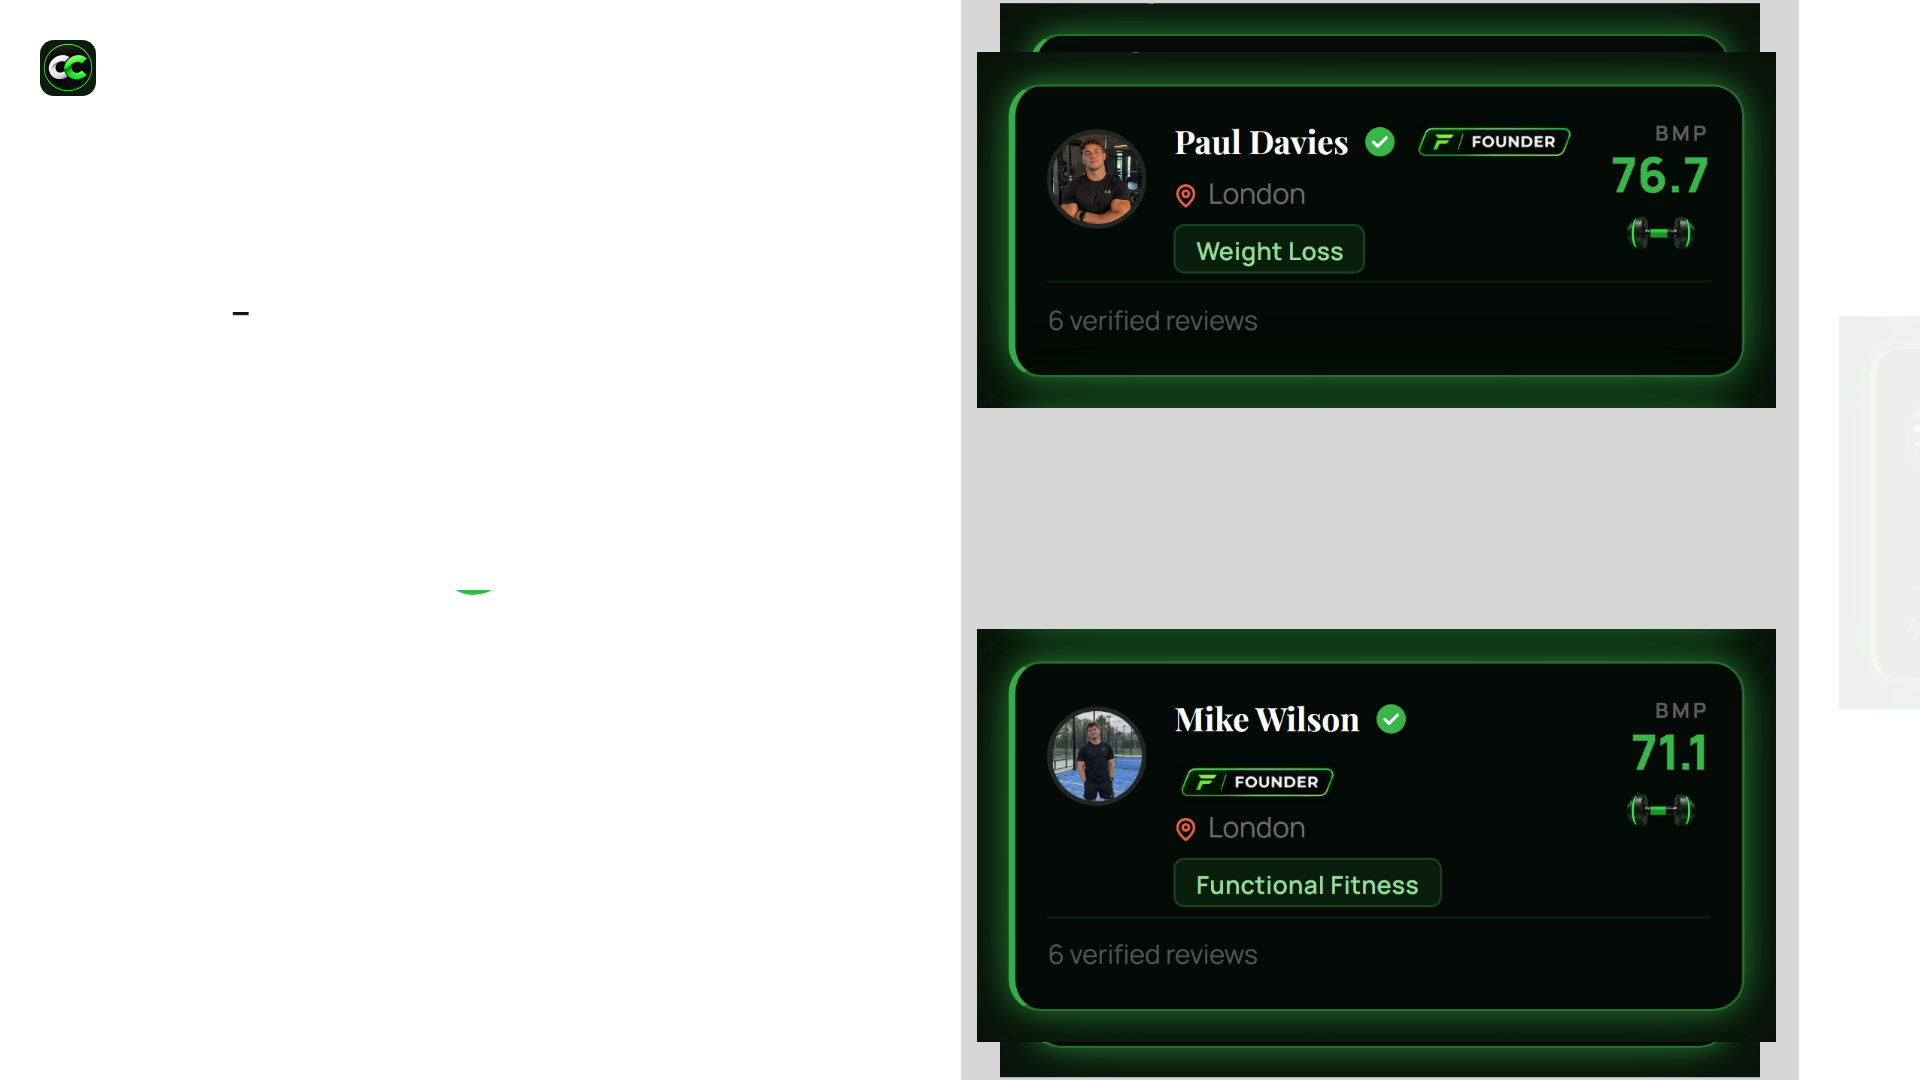 CC
Paul Davies
F / FOUNDER
BMP
76.7
London
Weight Loss
6 verified reviews
Mike Wilson
BMP
71.1
F / FOUNDER
London
Functional Fitness
6 verified reviews